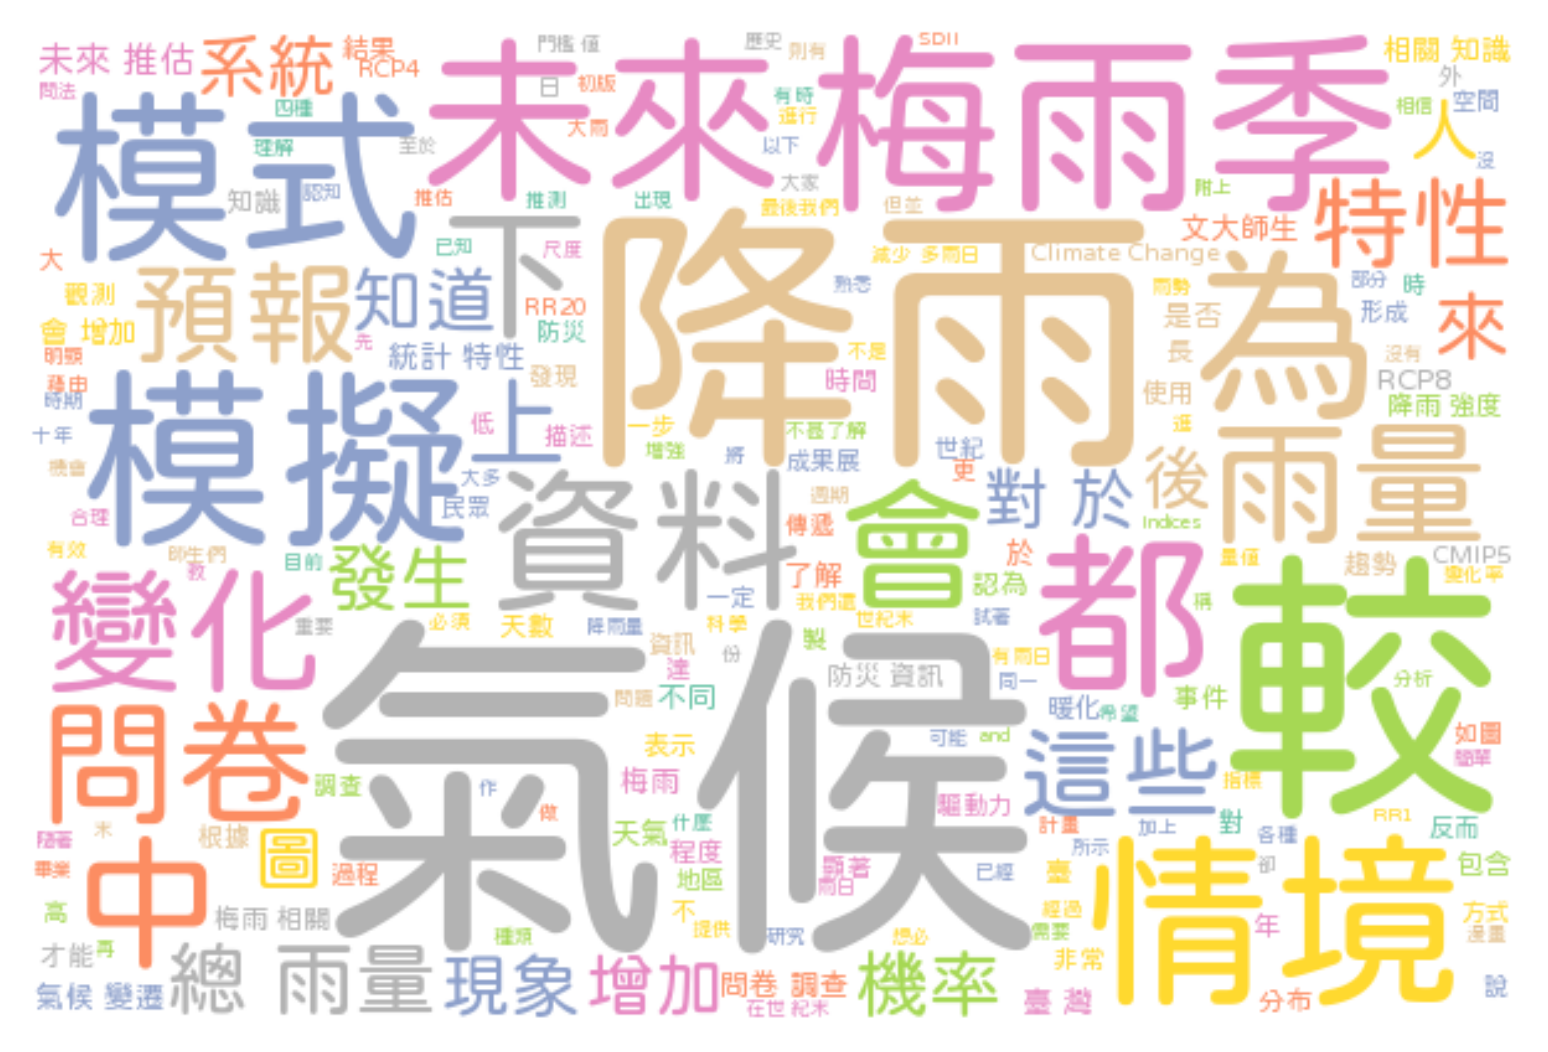 未來 推估
系統
結果
RCP4
門檻 值
歷史
則有
SDII
相關 知識
問法
四種
模式
未來
梅雨季
日
初版
有時
進行
外
空間
相信
人
理解
至於
大雨
以下
沒
知識
認知
推估
推測
出現
大家
最後我們
但並
附上
文大師生
特性
大
已知
下
尺度
降雨
減少 多雨日
Climate Change
為
部分
時
觀測
預報
知道
RR20
熟悉
雨勢
是否
形成
來
會 增加
先
防災
明顯
統計 特性
不是
長
沒有
藉由
發現
時間
使用
RCP8
時期
模擬
上
低
描述
一步
不甚了解
進
降雨 強度
十年
增強
將
成果展
世紀
更
後
雨量
機會
大多
資料
週期
會
對 於
合理
民眾
傳遞
Indices
有效
師生們
目前
發生
了解
於
都
量值
趨勢
CMIP5
教
一定
我們還
認為
變化率
變化
稱
較
重要
必須
天數
降雨量
科學
世紀末
試著
氣候
資訊
份
製
有雨日
達
防災 資訊
同一
分析
問卷
問題
不同
暖化
希望
事件
表示
可能
and
這些
如圖
簡單
調查
作
梅雨
驅動力
指標
隨著
末
根據
圖
做
天氣
什麼
計畫
加上
對
RR1
反而
各種
中
過程
程度
顯著
雨日
所示
情境
畢業
地區
已經
臺
卻
包含
高
梅雨 相關
不
提供
經過
年
方式
漫畫
才能
再
種類
研究
想必
需要
總 雨量
現象
增加
問卷 調查
機率
非常
氣候 變遷
在世 紀末
臺 灣
分布
說